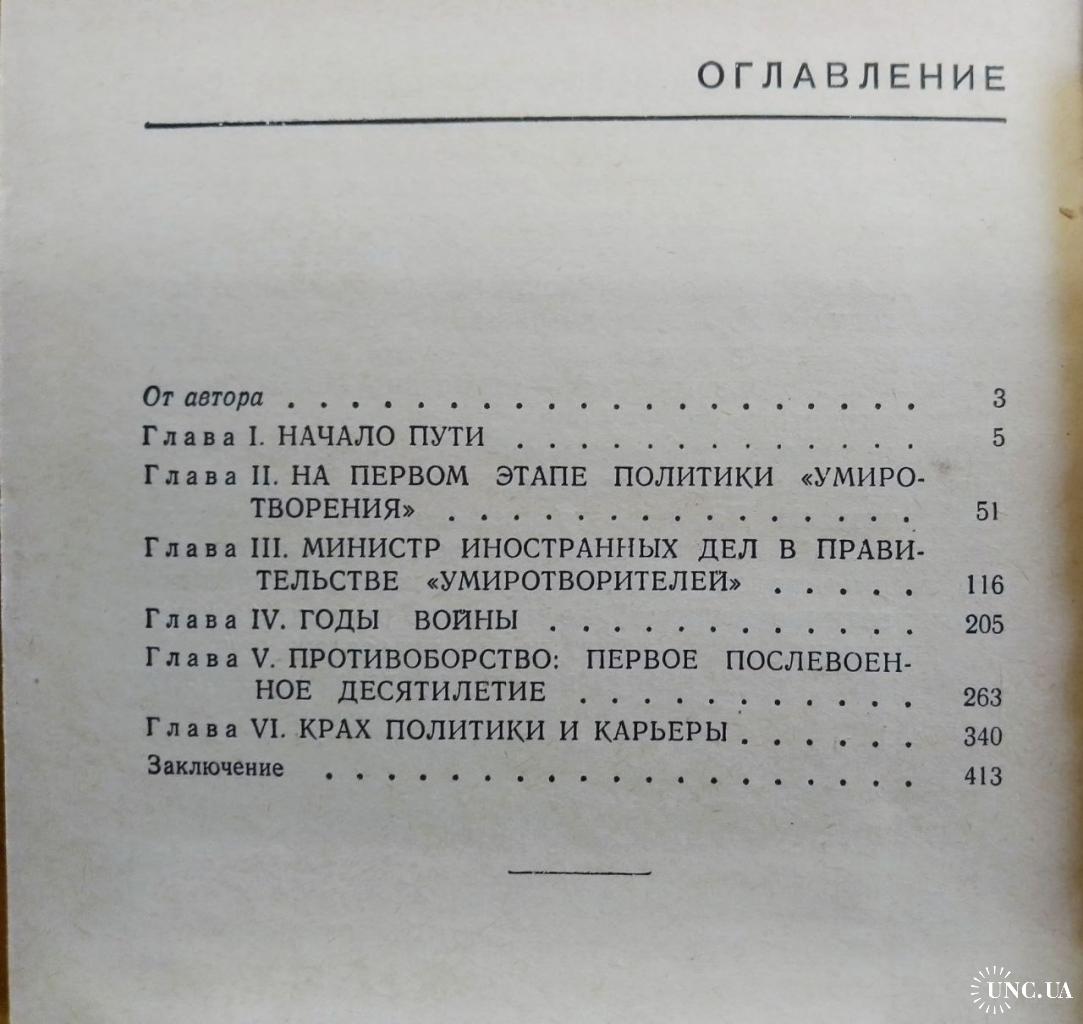 ОГЛАВЛЕНИЕ
От автора . . . . . . . . . . . . . . . . . . . . 3
Глава I. НАЧАЛО ПУТИ . . . . . . . . . . . . . 5
Глава II. НА ПЕРВОМ ЭТАПЕ ПОЛИТИКИ «УМИРО-
ТВОРЕНИЯ» . . . . . . . . . . . . . . . 51
Глава III. МИНИСТР ИНОСТРАННЫХ ДЕЛ В ПРАВИ-
ТЕЛЬСТВЕ «УМИРОТВОРИТЕЛЕЙ» . . . . . 116
Глава IV. ГОДЫ ВОЙНЫ . . . . . . . . . . . . 205
Глава V. ПРОТИВОБОРСТВО: ПЕРВОЕ ПОСЛЕВОЕН-
НОЕ ДЕСЯТИЛЕТИЕ . . . . . . . . . . . 263
Глава VI. КРАХ ПОЛИТИКИ И КАРЬЕРЫ . . . . . . 340
Заключение . . . . . . . . . . . . . . . . . . . 413
UNC.UA